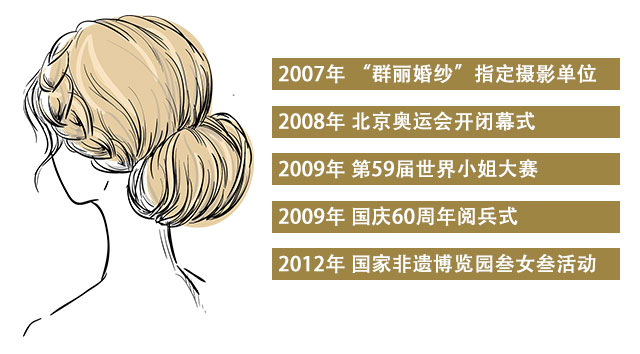 2007年 “群丽婚纱”指定摄影单位
2008年 北京奥运会开闭幕式
2009年 第59届世界小姐大赛
2009年 国庆60周年阅兵式
2012年 国家非遗博览园叁女叁活动